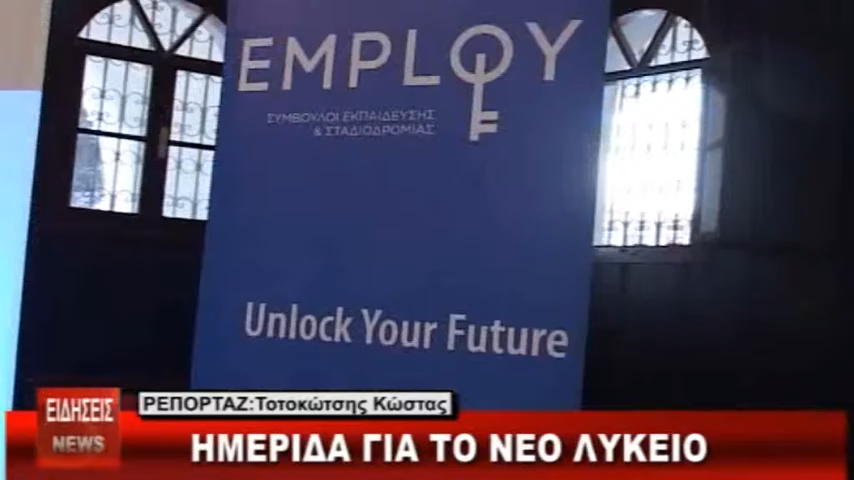 EMPLOY
ΣΥΜΒΟΥΛΟΙ ΕΚΠΑΙΔΕΥΣΗΣ
& ΣΤΑΔΙΟΔΡΟΜΙΑΣ
Unlock Your Future
ΕΙΔΗΣΕΙΣ
NEWS
ΡΕΠΟΡΤΑΖ:Τοτοκώτσης Κώστας
ΗΜΕΡΙΔΑ ΓΙΑ ΤΟ ΝΕΟ ΛΥΚΕΙΟ